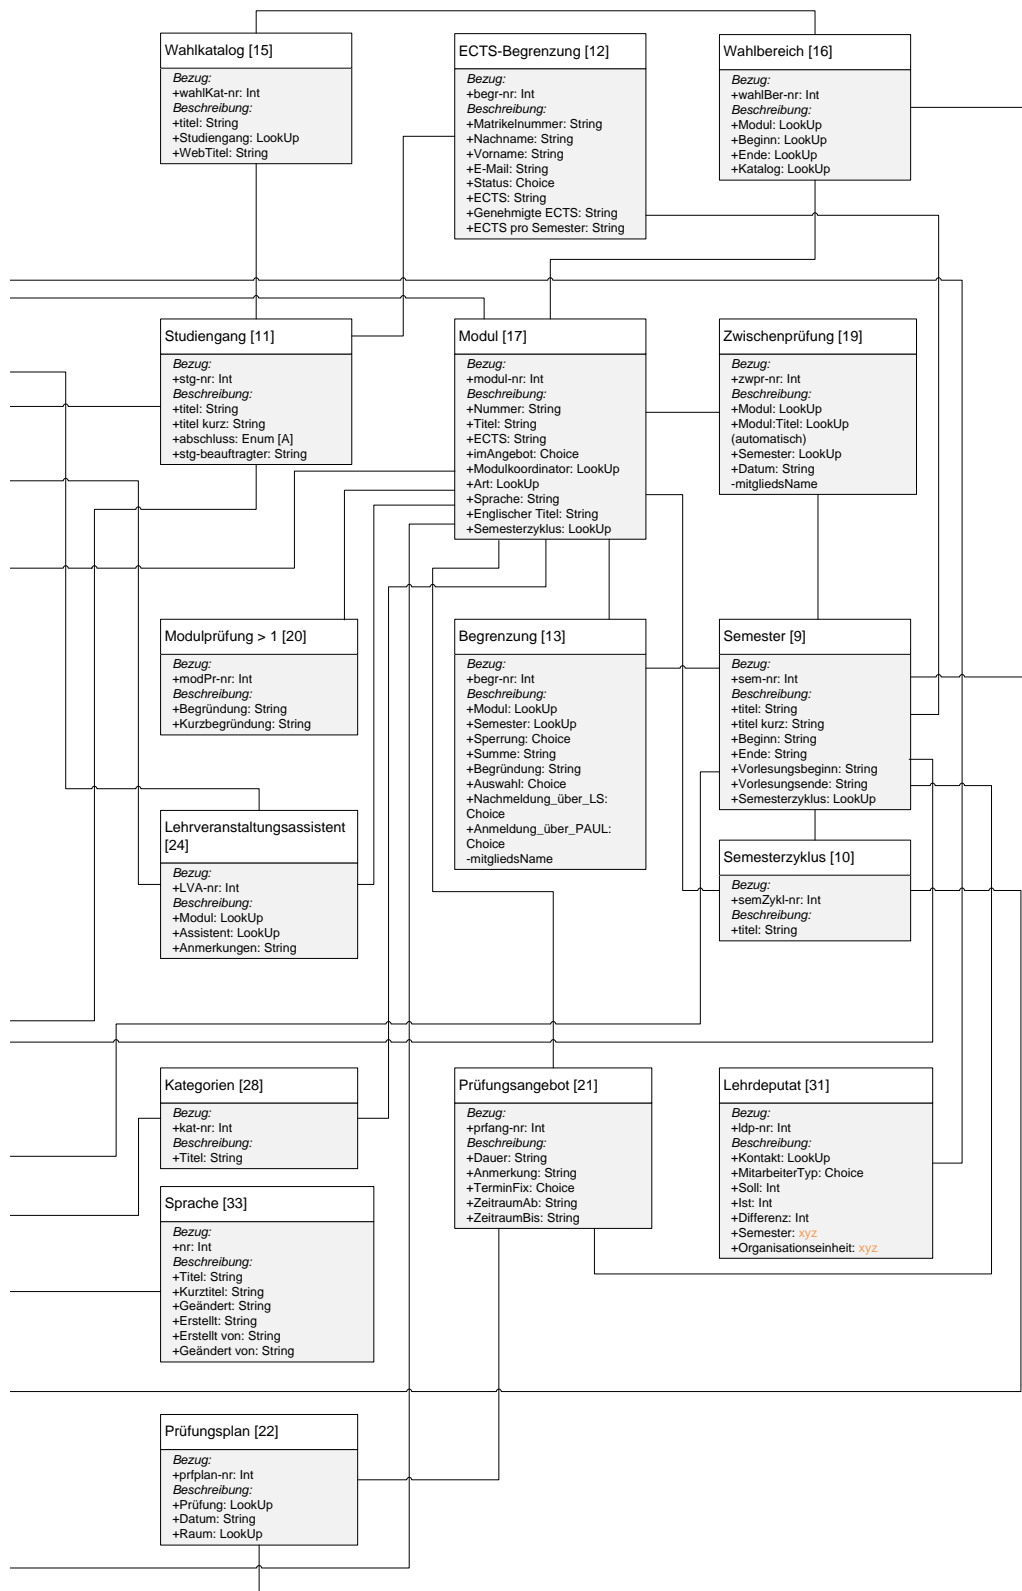 Wahlkatalog [15]
Bezug:
+wahlKat-nr: Int
Beschreibung:
+titel: String
+Studiengang: LookUp
+WebTitel: String
ECTS-Begrenzung [12]
Bezug:
+begr-nr: Int
Beschreibung:
+Matrikelnummer: String
+Nachname: String
+Vorname: String
+E-Mail: String
+Status: Choice
+ECTS: String
+Genehmigte ECTS: String
+ECTS pro Semester: String
Wahlbereich [16]
Bezug:
+wahlBer-nr: Int
Beschreibung:
+Modul: LookUp
+Beginn: LookUp
+Ende: LookUp
+Katalog: LookUp
Studiengang [11]
Bezug:
+stg-nr: Int
Beschreibung:
+titel: String
+titel kurz: String
+abschluss: Enum [A]
+stg-beauftragter: String
Modul [17]
Bezug:
+modul-nr: Int
Beschreibung:
+Nummer: String
+Titel: String
+ECTS: String
+imAngebot: Choice
+Modulkoordinator: LookUp
+Art: LookUp
+Sprache: String
+Englischer Titel: String
+Semesterzyklus: LookUp
Zwischenprüfung [19]
Bezug:
+zwpr-nr: Int
Beschreibung:
+Modul: LookUp
+Modul:Titel: LookUp
(automatisch)
+Semester: LookUp
+Datum: String
-mitgliedsName
Modulprüfung > 1 [20]
Bezug:
+modPr-nr: Int
Beschreibung:
+Begründung: String
+Kurzbegründung: String
Begrenzung [13]
Bezug:
+begr-nr: Int
Beschreibung:
+Modul: LookUp
+Semester: LookUp
+Sperrung: Choice
+Summe: String
+Begründung: String
+Auswahl: Choice
+Nachmeldung_über_LS:
Choice
+Anmeldung_über_PAUL:
Choice
-mitgliedsName
Semester [9]
Bezug:
+sem-nr: Int
Beschreibung:
+titel: String
+titel kurz: String
+Beginn: String
+Ende: String
+Vorlesungsbeginn: String
+Vorlesungsende: String
+Semesterzyklus: LookUp
Lehrveranstaltungsassistent
[24]
Bezug:
+LVA-nr: Int
Beschreibung:
+Modul: LookUp
+Assistent: LookUp
+Anmerkungen: String
Semesterzyklus [10]
Bezug:
+semZykl-nr: Int
Beschreibung:
+titel: String
Kategorien [28]
Bezug:
+kat-nr: Int
Beschreibung:
+Titel: String
Prüfungsangebot [21]
Bezug:
+prfang-nr: Int
Beschreibung:
+Dauer: String
+Anmerkung: String
+TerminFix: Choice
+ZeitraumAb: String
+ZeitraumBis: String
Lehrdeputat [31]
Bezug:
+ldp-nr: Int
Beschreibung:
+Kontakt: LookUp
+MitarbeiterTyp: Choice
+Soll: Int
+Ist: Int
+Differenz: Int
+Semester: xyz
+Organisationseinheit: xyz
Sprache [33]
Bezug:
+nr: Int
Beschreibung:
+Titel: String
+Kurztitel: String
+Geändert: String
+Erstellt: String
+Erstellt von: String
+Geändert von: String
Prüfungsplan [22]
Bezug:
+prfplan-nr: Int
Beschreibung:
+Prüfung: LookUp
+Datum: String
+Raum: LookUp